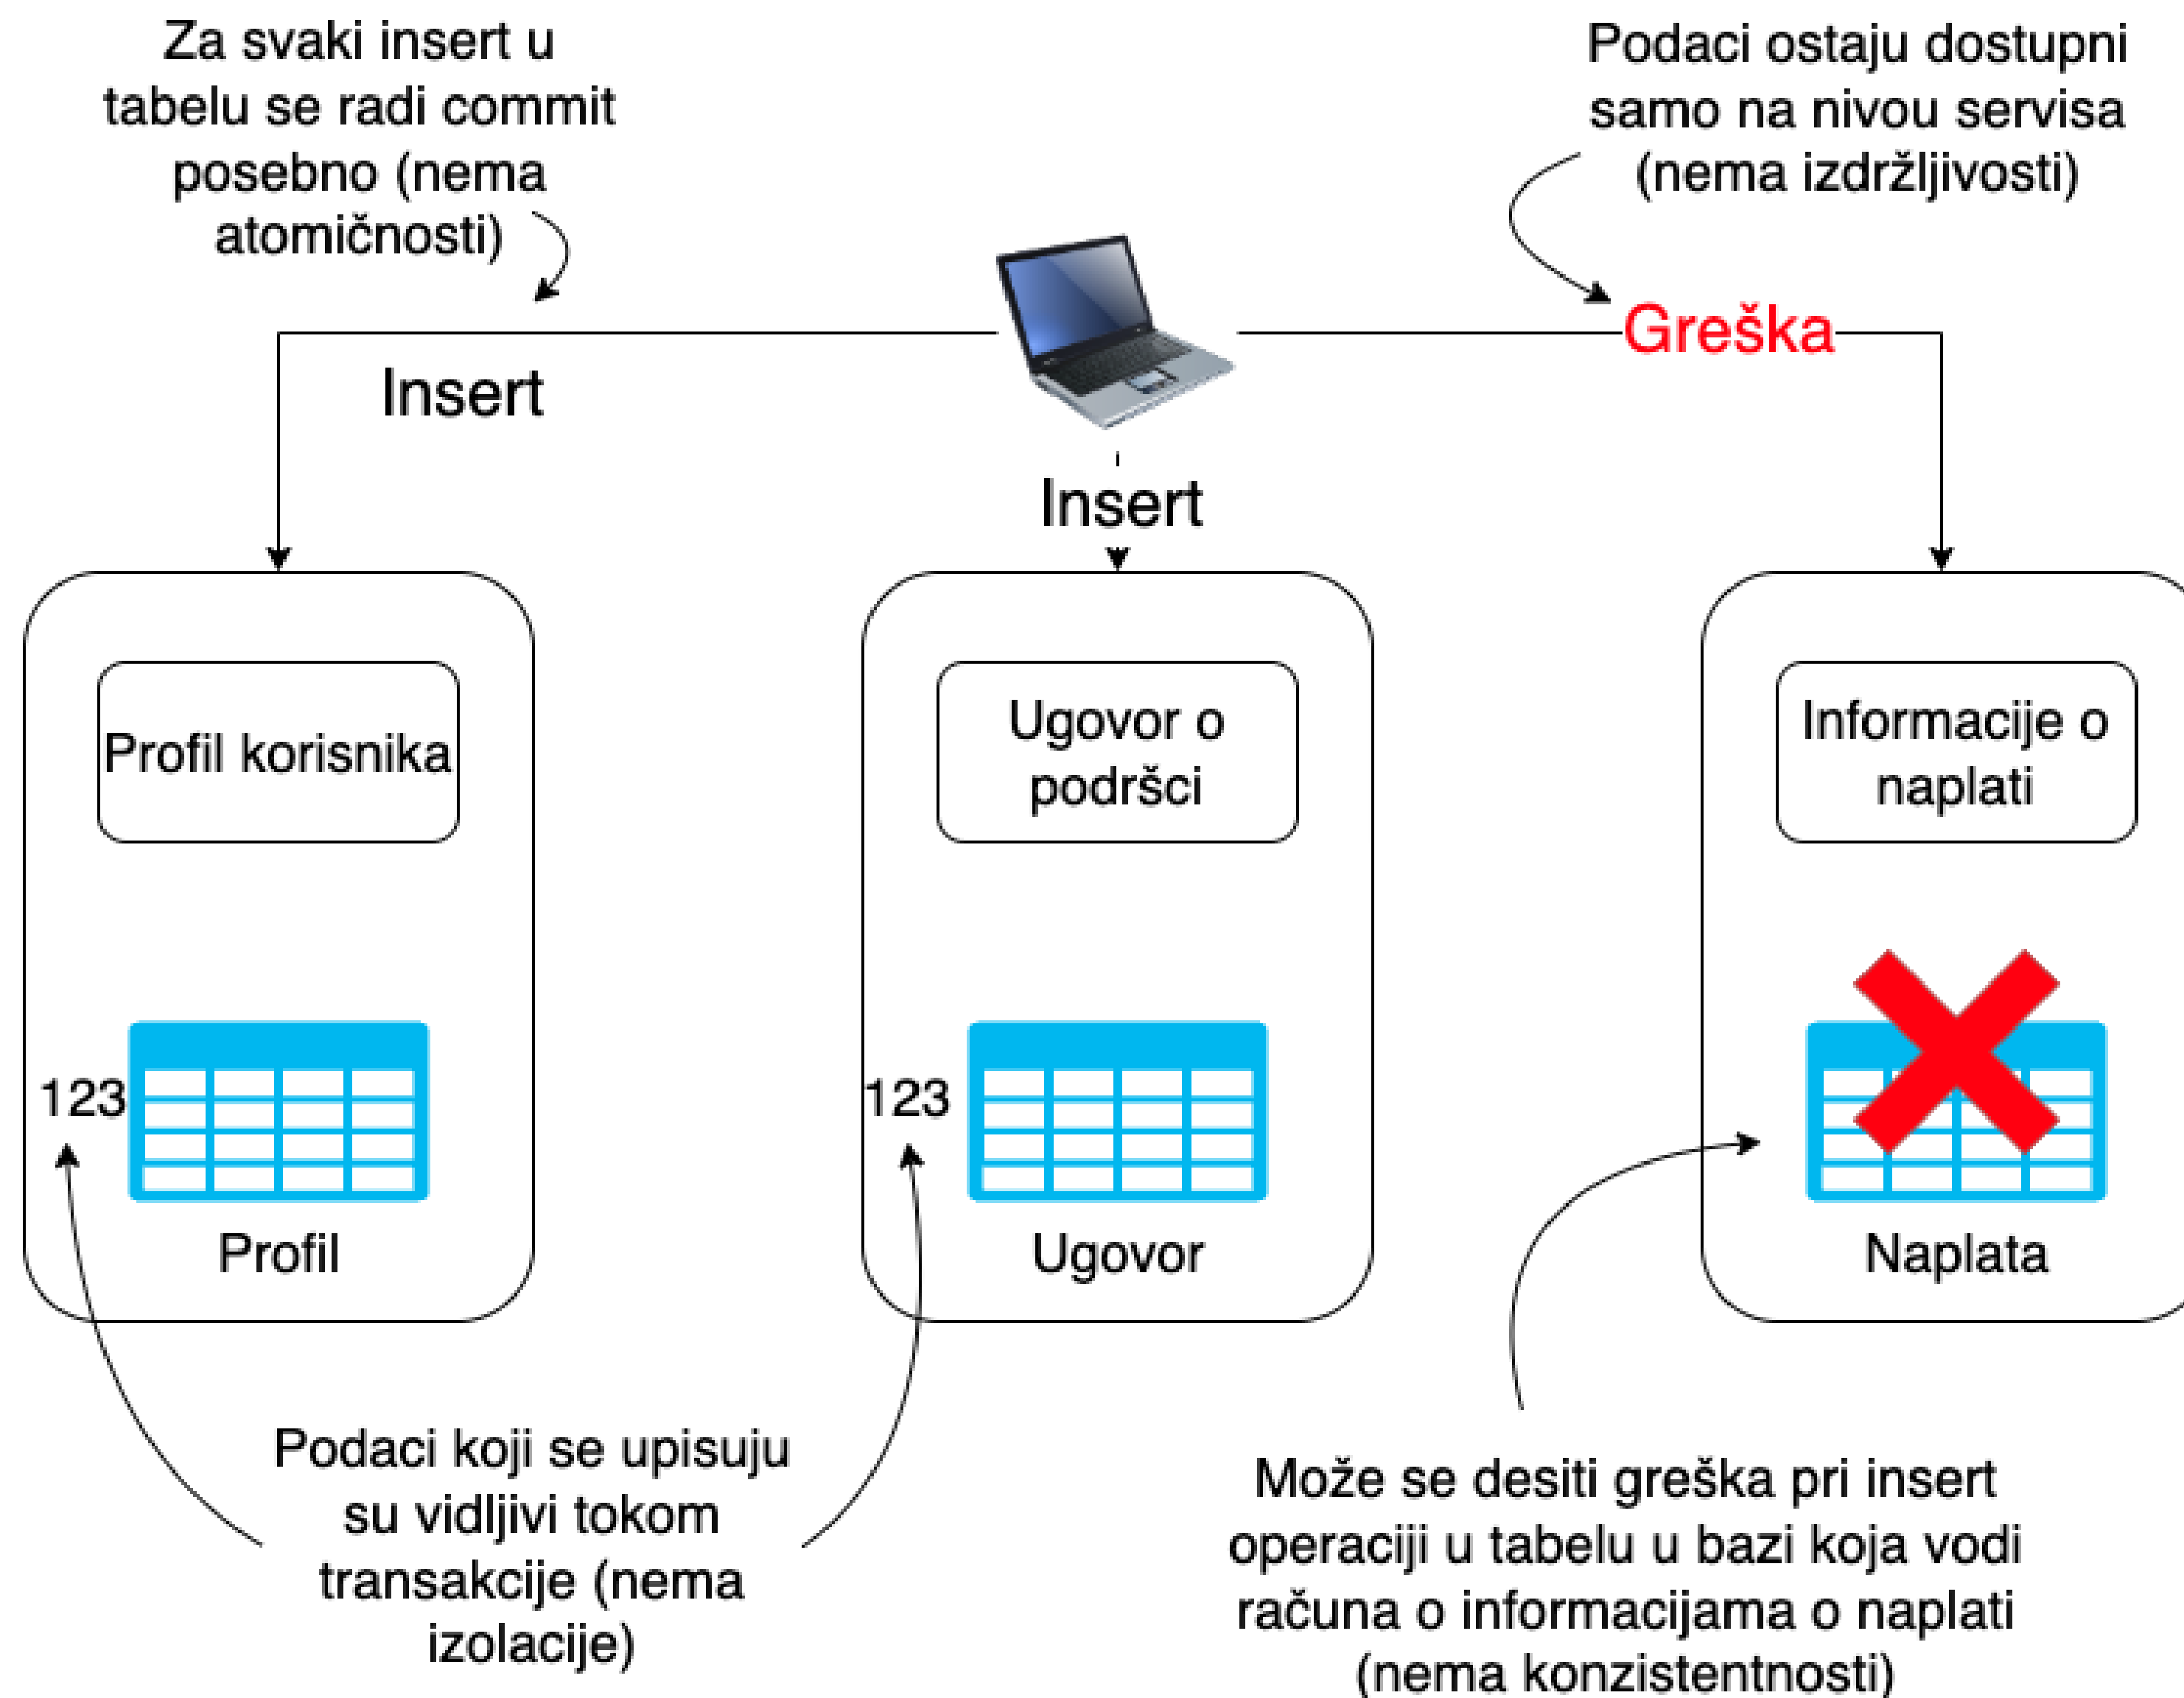 Za svaki insert u
tabelu se radi commit
posebno (nema
atomičnosti)
Podaci ostaju dostupni
samo na nivou servisa
(nema izdržljivosti)
Greška
Insert
Insert
Profil korisnika
Ugovor o
podršci
Informacije o
naplati
123
123
Profil
Ugovor
Naplata
Podaci koji se upisuju
su vidljivi tokom
transakcije (nema
izolacije)
Može se desiti greška pri insert
operaciji u tabelu u bazi koja vodi
računa o informacijama o naplati
(nema konzistentnosti)